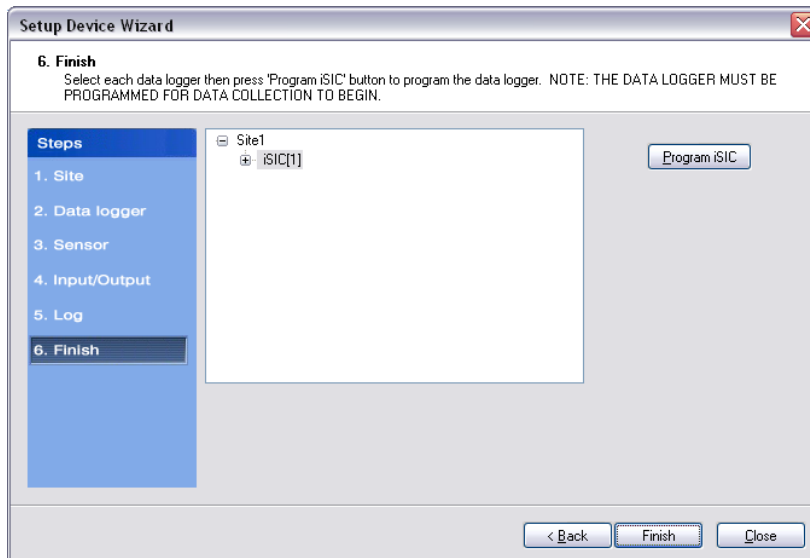 Setup Device Wizard
6. Finish
Select each data logger then press 'Program iSIC' button to program the data logger. NOTE: THE DATA LOGGER MUST BE
PROGRAMMED FOR DATA COLLECTION TO BEGIN.
Steps
1. Site
2. Data logger
3. Sensor
4. Input/Output
5. Log
6. Finish
Site1
iSIC[1]
Program iSIC
< Back
Finish
Close